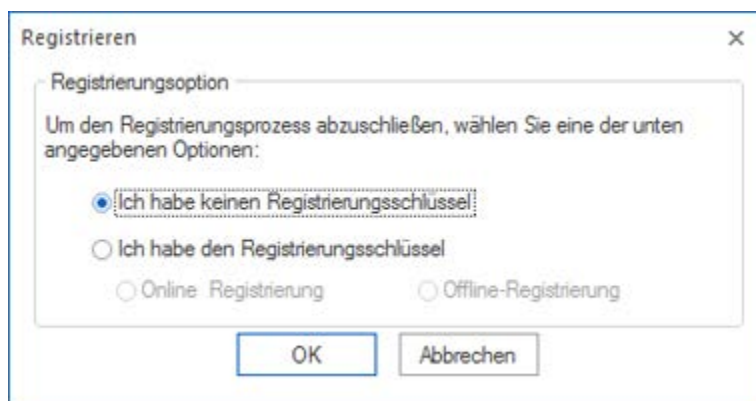 Registrieren
Registrierungsoption
Um den Registrierungsprozess abzuschließen, wählen Sie eine der unten
angegebenen Optionen:
Ich habe keinen Registrierungsschlüssel
Ich habe den Registrierungsschlüssel
Online Registrierung Offline-Registrierung
OK Abbrechen